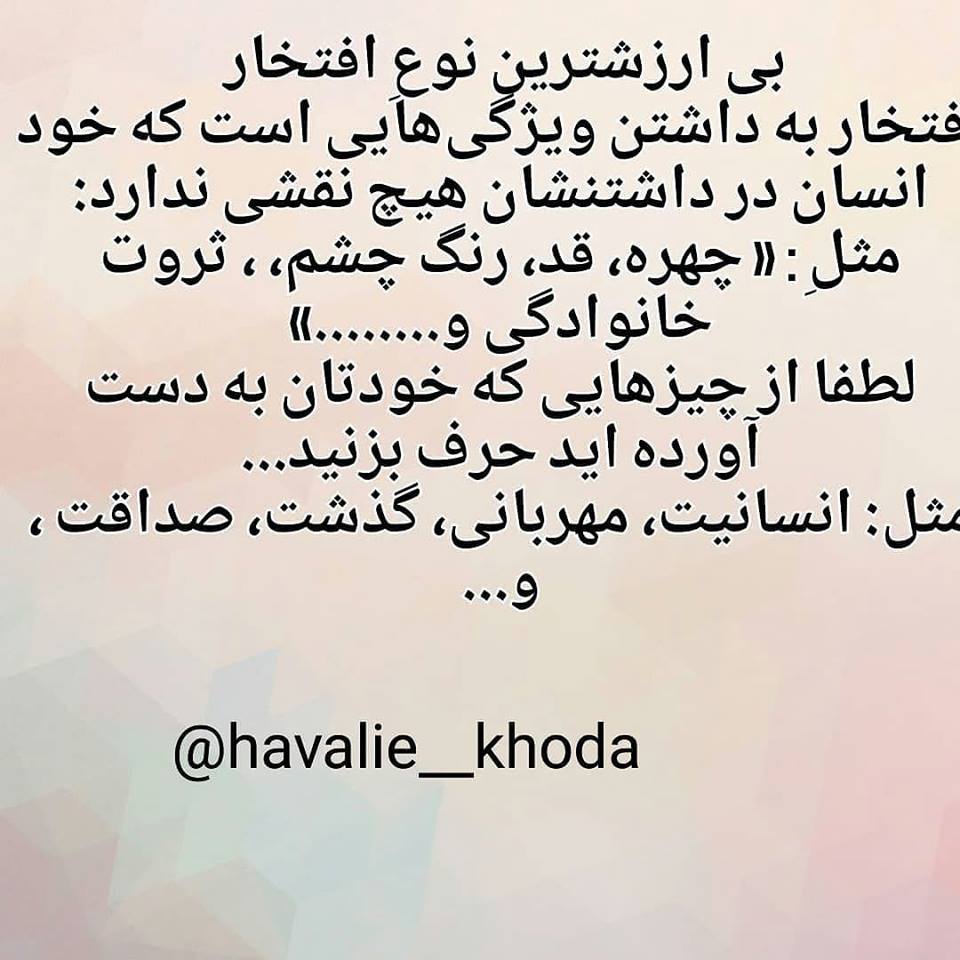 بی ارزشترین نوعِ افتخار
فتخار به داشتن ویژگی‌هایی است که خود
انسان در داشتنشان هیچ نقشی ندارد:
مثلِ : « چهره، قد، رنگ چشم، ، ثروت
خانوادگی و........»
لطفا از چیزهایی که خودتان به دست
آورده اید حرف بزنید...
مثل: انسانیت، مهربانی، گذشت، صداقت ،
و...
@havalie__khoda